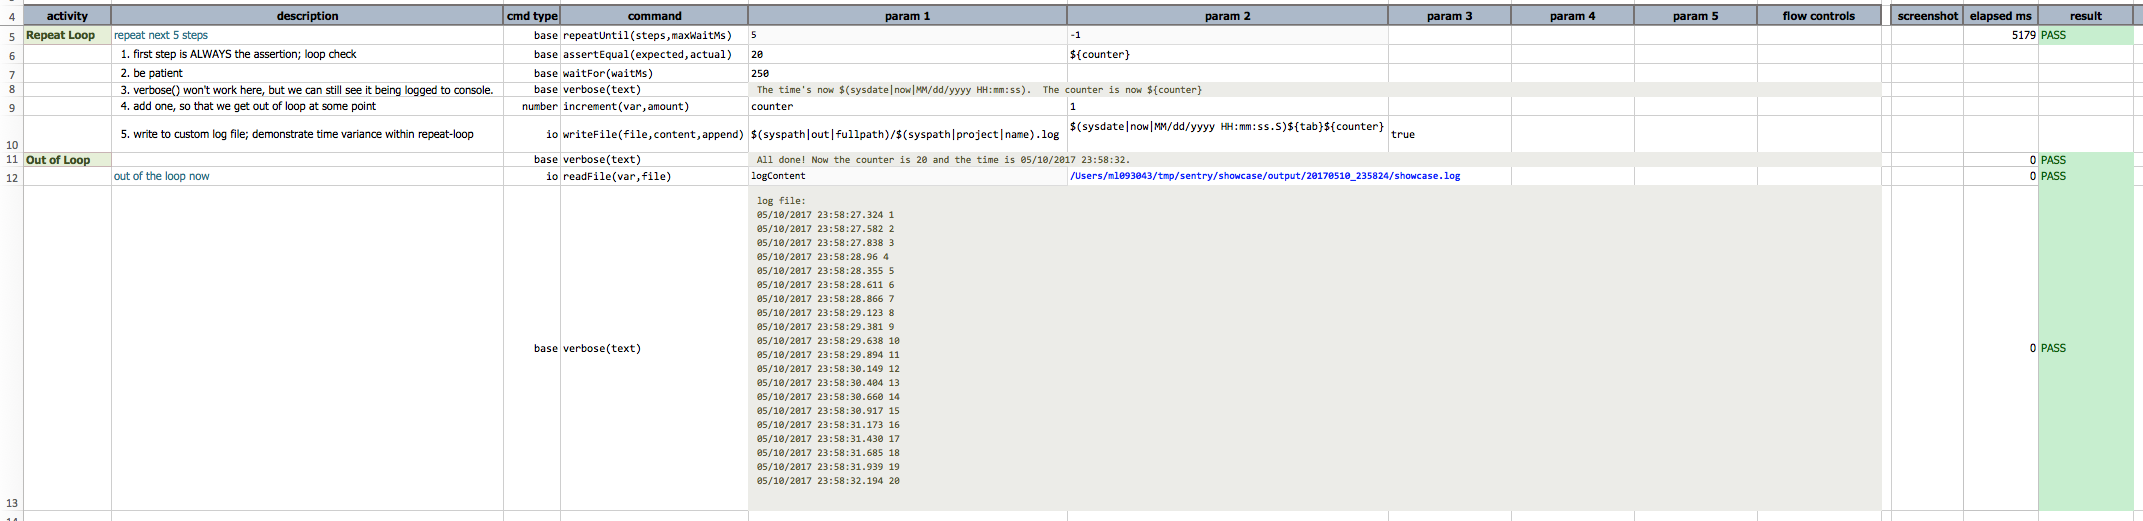 4 activity description cmd type command param 1 param 2 param 3 param 4 param 5 flow controls screenshot elapsed ms result
5 Repeat Loop repeat next 5 steps base repeatUntil(steps,maxWaitMs) 5 -1 5179 PASS
6 1. first step is ALWAYS the assertion; loop check base assertEqual(expected,actual) 20 ${counter}
7 2. be patient base waitFor(waitMs) 250
8 3. verbose() won't work here, but we can still see it being logged to console. base verbose(text) The time's now $(sysdate|now|MM/dd/yyyy HH:mm:ss). The counter is now ${counter}
9 4. add one, so that we get out of loop at some point number increment(var,amount) counter 1
10 5. write to custom log file; demonstrate time variance within repeat-loop io writeFile(file,content,append) $(syspath|out|fullpath)/$(syspath|project|name).log $(sysdate|now|MM/dd/yyyy HH:mm:ss.S)${tab}${counter} true
11 Out of Loop base verbose(text) All done! Now the counter is 20 and the time is 05/10/2017 23:58:32. 0 PASS
12 out of the loop now io readFile(var,file) logContent /Users/ml093043/tmp/sentry/showcase/output/20170510_235824/showcase.log 0 PASS
log file:
05/10/2017 23:58:27.324 1
05/10/2017 23:58:27.582 2
05/10/2017 23:58:27.838 3
05/10/2017 23:58:28.96 4
05/10/2017 23:58:28.355 5
05/10/2017 23:58:28.611 6
05/10/2017 23:58:28.866 7
05/10/2017 23:58:29.123 8
05/10/2017 23:58:29.381 9
05/10/2017 23:58:29.638 10
base verbose(text) 0 PASS
05/10/2017 23:58:29.894 11
05/10/2017 23:58:30.149 12
05/10/2017 23:58:30.404 13
05/10/2017 23:58:30.660 14
05/10/2017 23:58:30.917 15
05/10/2017 23:58:31.173 16
05/10/2017 23:58:31.430 17
05/10/2017 23:58:31.685 18
05/10/2017 23:58:31.939 19
05/10/2017 23:58:32.194 20
13